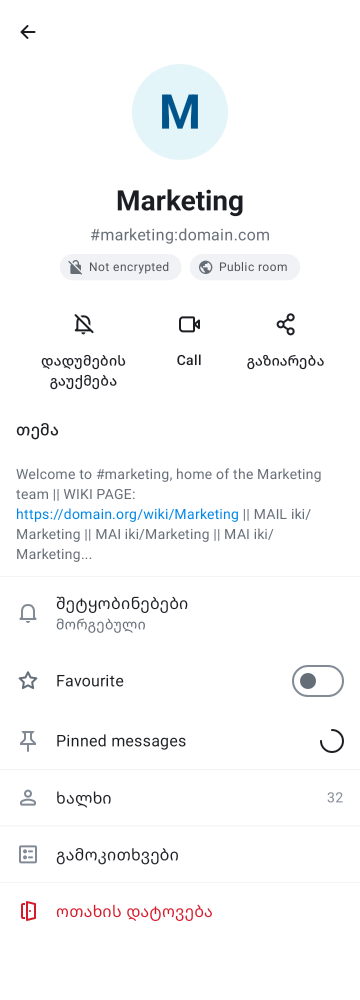 M
Marketing
#marketing:domain.com
Not encrypted
Public room
დადუმების
გაუქმება
Call
გაზიარება
თემა
Welcome to #marketing, home of the Marketing
team || WIKI PAGE:
https://domain.org/wiki/Marketing || MAIL iki/
Marketing || MAI iki/Marketing || MAI iki/
Marketing...
შეტყობინებები
მორგებული
Favourite
Pinned messages
ხალხი 32
გამოკითხვები
ოთახის დატოვება